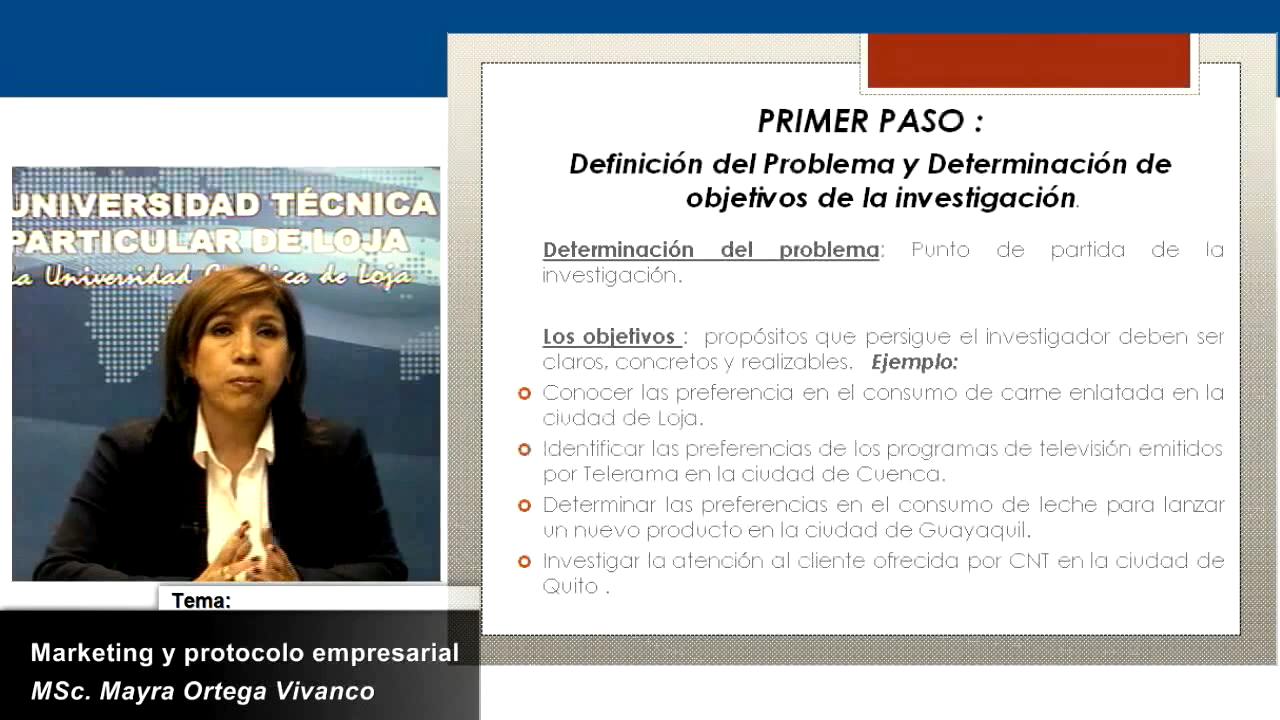 PRIMER PASO :
Definición del Problema y Determinación de
objetivos de la investigación.
Determinación del problema: Punto de partida de la
investigación.
Los objetivos : propósitos que persigue el investigador deben ser
claros, concretos y realizables. Ejemplo:
Conocer las preferencia en el consumo de carne enlatada en la
ciudad de Loja.
Identificar las preferencias de los programas de televisión emitidos
por Telerama en la ciudad de Cuenca.
Determinar las preferencias en el consumo de leche para lanzar
un nuevo producto en la ciudad de Guayaquil.
Investigar la atención al cliente ofrecida por CNT en la ciudad de
Quito .
UNIVERSIDAD TÉCNICA
PARTICULAR DE LOJA
La Universidad Católica de Loja
Tema:
Marketing y protocolo empresarial
MSc. Mayra Ortega Vivanco